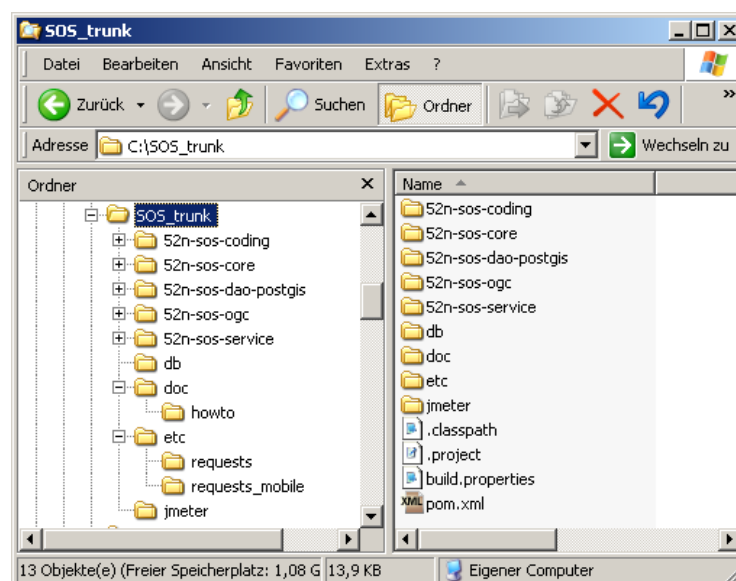 SOS_trunk
Datei Bearbeiten Ansicht Favoriten Extras ?
Zurück Suchen Ordner »
Adresse C:\SOS_trunk Wechseln zu
Ordner x
SOS_trunk
52n-sos-coding
52n-sos-core
52n-sos-dao-postgis
52n-sos-ogc
52n-sos-service
db
doc
howto
etc
requests
requests_mobile
jmeter
Name
52n-sos-coding
52n-sos-core
52n-sos-dao-postgis
52n-sos-ogc
52n-sos-service
db
doc
etc
jmeter
.classpath
.project
build.properties
XML pom.xml
13 Objekte(e) (Freier Speicherplatz: 1,08 G 13,9 KB Eigener Computer